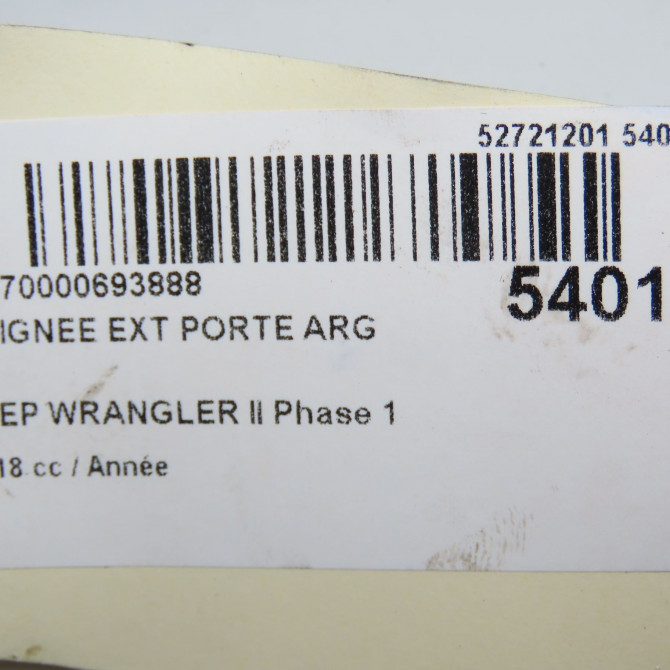 52721201 540
70000693888
5401
IGNEE EXT PORTE ARG
EP WRANGLER II Phase 1
18 cc / Année